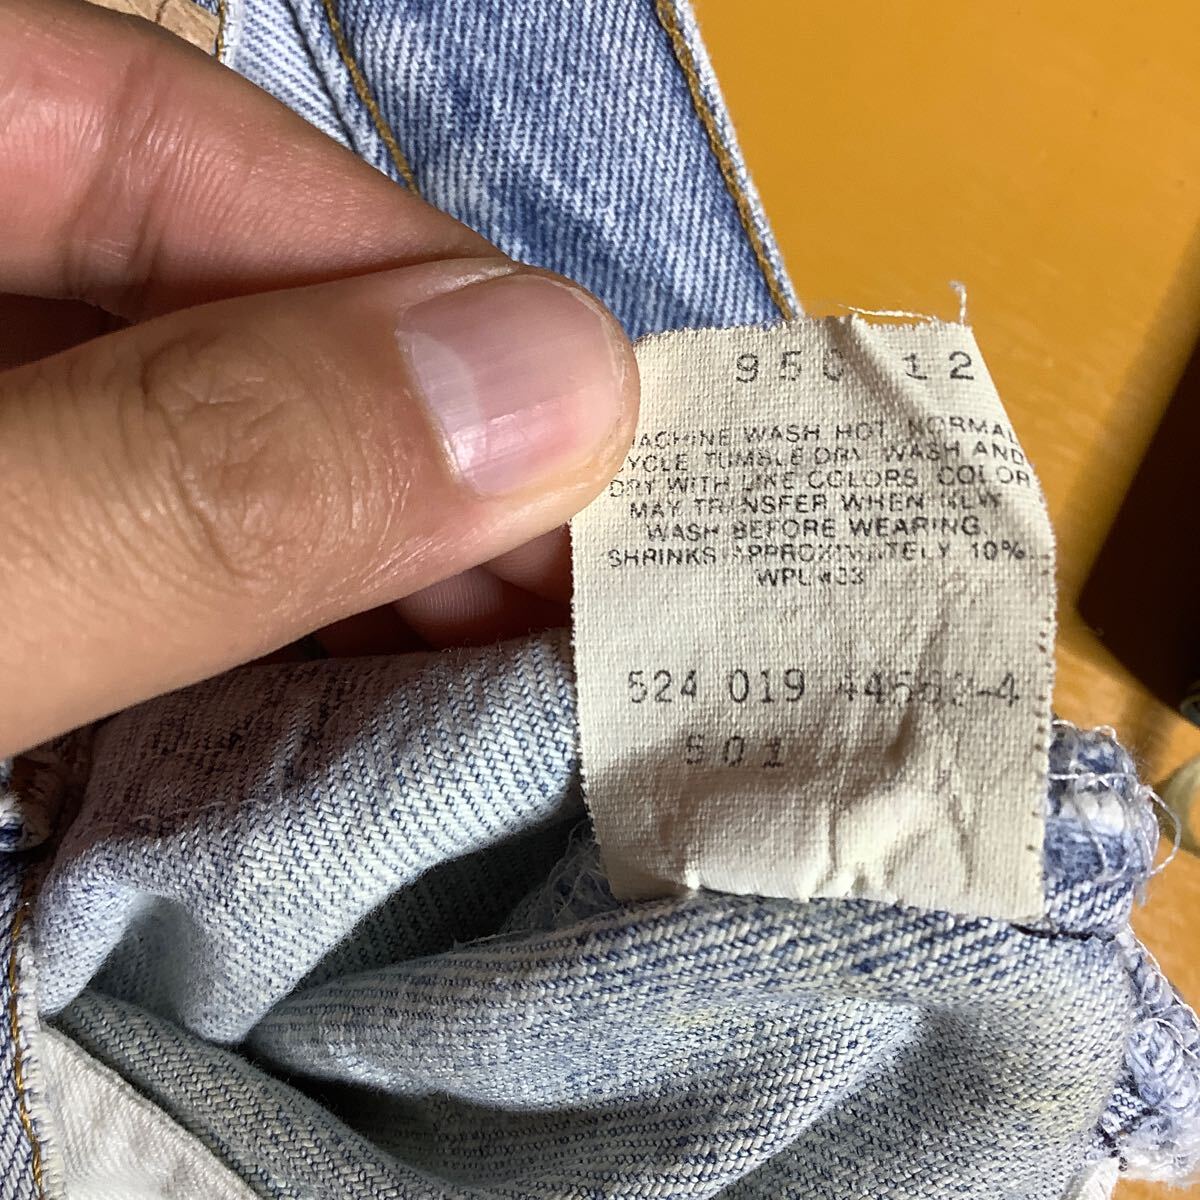 950 12
MACHINE WASH HOT NORMAL
CYCLE TUMBLE DRY WASH AND
DRY WITH LIKE COLORS COLOR
MAY TRANSFER WHEN NEW
WASH BEFORE WEARING
SHRINKS APPROXIMATELY 10%
WPL 433
524 019
501